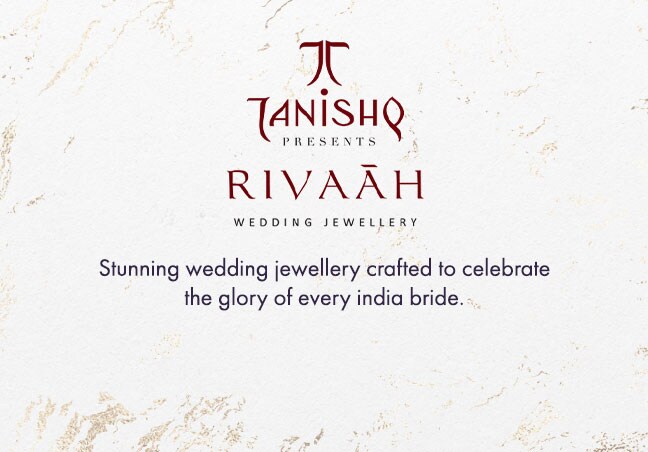 TANISHQ
PRESENTS
RIVAĀH
WEDDING JEWELLERY
Stunning wedding jewellery crafted to celebrate
the glory of every india bride.